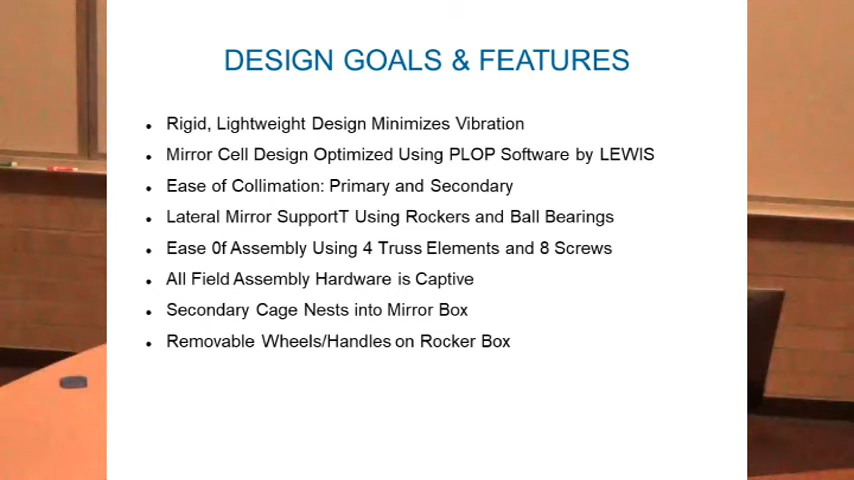 DESIGN GOALS & FEATURES
• Rigid, Lightweight Design Minimizes Vibration
• Mirror Cell Design Optimized Using PLOP Software by LEWIS
• Ease of Collimation: Primary and Secondary
• Lateral Mirror SupportT Using Rockers and Ball Bearings
• Ease 0f Assembly Using 4 Truss Elements and 8 Screws
• All Field Assembly Hardware is Captive
• Secondary Cage Nests into Mirror Box
• Removable Wheels/Handles on Rocker Box